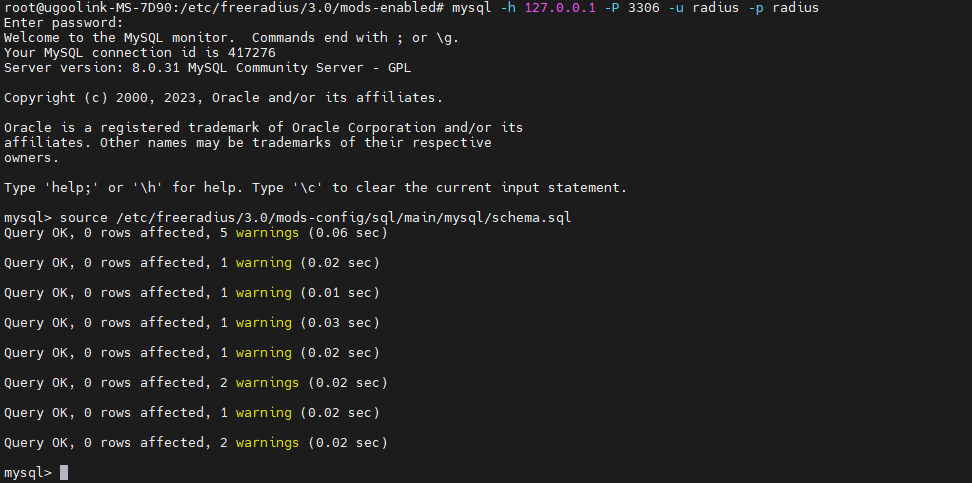 root@ugoolink-MS-7D90:/etc/freeradius/3.0/mods-enabled# mysql -h 127.0.0.1 -P 3306 -u radius -p radius
Enter password:
Welcome to the MySQL monitor.  Commands end with ; or \g.
Your MySQL connection id is 417276
Server version: 8.0.31 MySQL Community Server - GPL
Copyright (c) 2000, 2023, Oracle and/or its affiliates.
Oracle is a registered trademark of Oracle Corporation and/or its
affiliates. Other names may be trademarks of their respective
owners.
Type 'help;' or '\h' for help. Type '\c' to clear the current input statement.
mysql> source /etc/freeradius/3.0/mods-config/sql/main/mysql/schema.sql
Query OK, 0 rows affected, 5 warnings (0.06 sec)
Query OK, 0 rows affected, 1 warning (0.02 sec)
Query OK, 0 rows affected, 1 warning (0.01 sec)
Query OK, 0 rows affected, 1 warning (0.03 sec)
Query OK, 0 rows affected, 1 warning (0.02 sec)
Query OK, 0 rows affected, 2 warnings (0.02 sec)
Query OK, 0 rows affected, 1 warning (0.02 sec)
Query OK, 0 rows affected, 2 warnings (0.02 sec)
mysql>